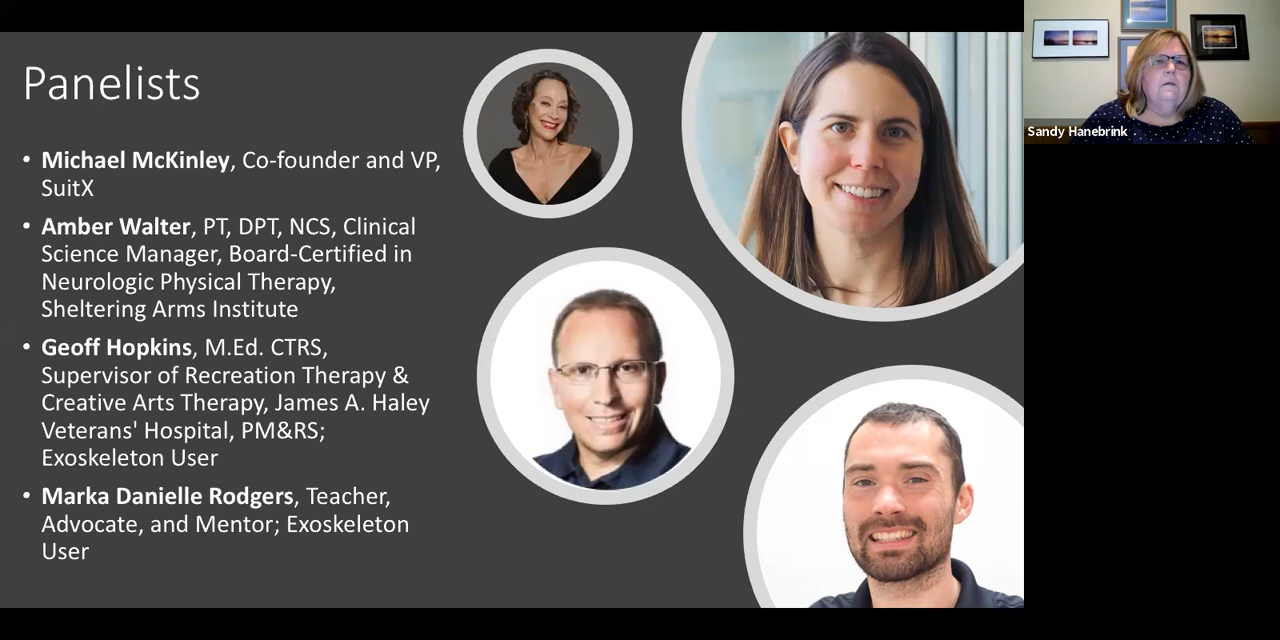 Panelists
• Michael McKinley, Co-founder and VP,
SuitX
• Amber Walter, PT, DPT, NCS, Clinical
Science Manager, Board-Certified in
Neurologic Physical Therapy,
Sheltering Arms Institute
• Geoff Hopkins, M.Ed. CTRS,
Supervisor of Recreation Therapy &
Creative Arts Therapy, James A. Haley
Veterans' Hospital, PM&RS;
Exoskeleton User
• Marka Danielle Rodgers, Teacher,
Advocate, and Mentor; Exoskeleton
User
Sandy Hanebrink